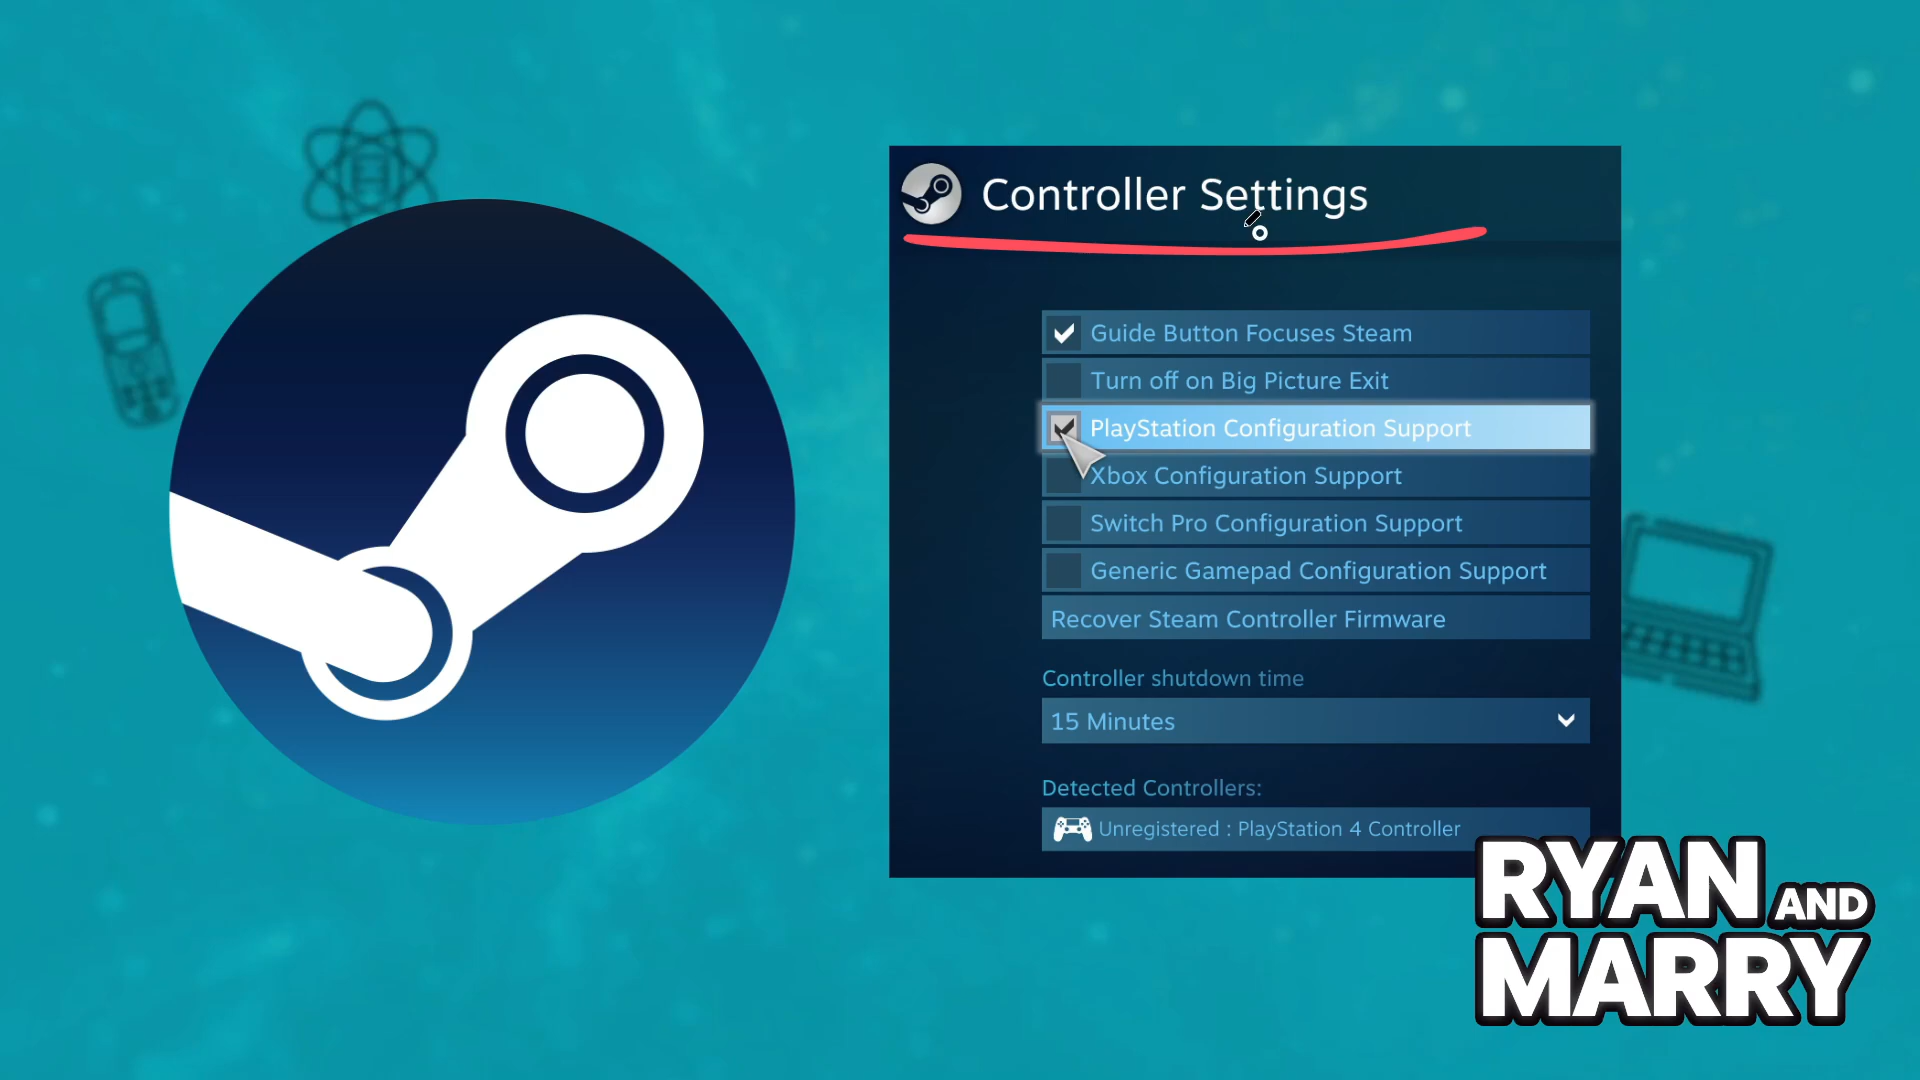 Controller Settings
Guide Button Focuses Steam
Turn off on Big Picture Exit
PlayStation Configuration Support
Xbox Configuration Support
Switch Pro Configuration Support
Generic Gamepad Configuration Support
Recover Steam Controller Firmware
Controller shutdown time
15 Minutes
Detected Controllers:
Unregistered : PlayStation 4 Controller
RYAN AND
MARRY